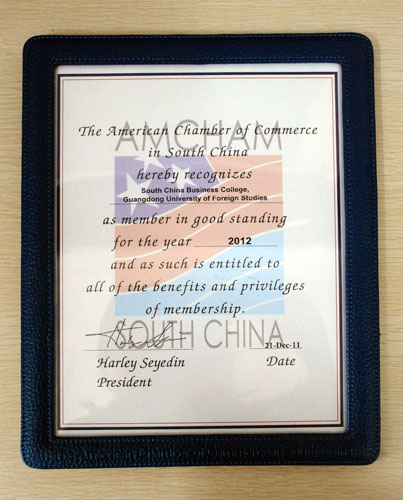 AMCHAM
The American Chamber of Commerce
in South China
hereby recognizes
South China Business College,
Guangdong University of Foreign Studies
as member in good standing
for the year 2012
and as such is entitled to
all of the benefits and privileges
of membership.
SOUTH CHINA
21-Dec-11
Harley Seyedin Date
President